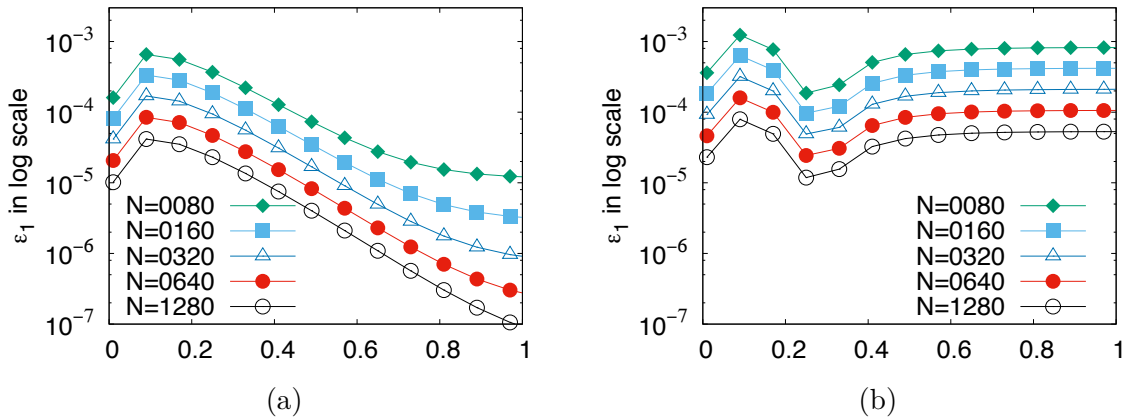 10⁻³
10⁻⁴
10⁻⁵
10⁻⁶
10⁻⁷
ε₁ in log scale
N=0080
N=0160
N=0320
N=0640
N=1280
0 0.2 0.4 0.6 0.8 1
(a)
10⁻³
10⁻⁴
10⁻⁵
10⁻⁶
10⁻⁷
ε₁ in log scale
N=0080
N=0160
N=0320
N=0640
N=1280
0 0.2 0.4 0.6 0.8 1
(b)